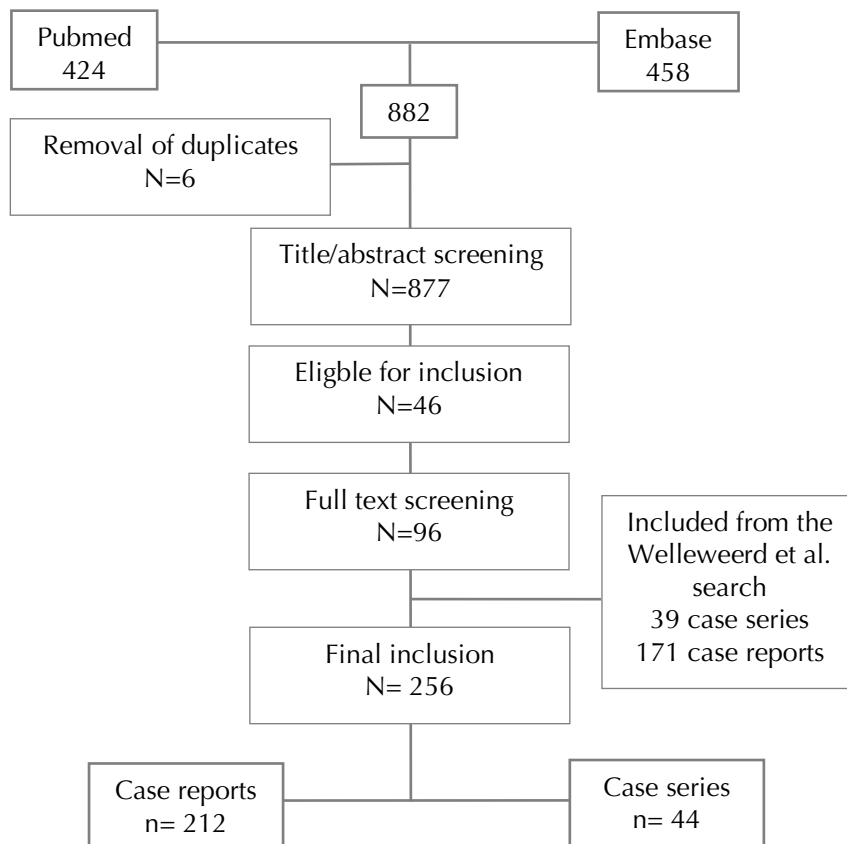 Pubmed
424
Embase
458
882
Removal of duplicates
N=6
Title/abstract screening
N=877
Eligble for inclusion
N=46
Full text screening
N=96
Included from the
Welleweerd et al.
search
39 case series
171 case reports
Final inclusion
N= 256
Case reports
n= 212
Case series
n= 44